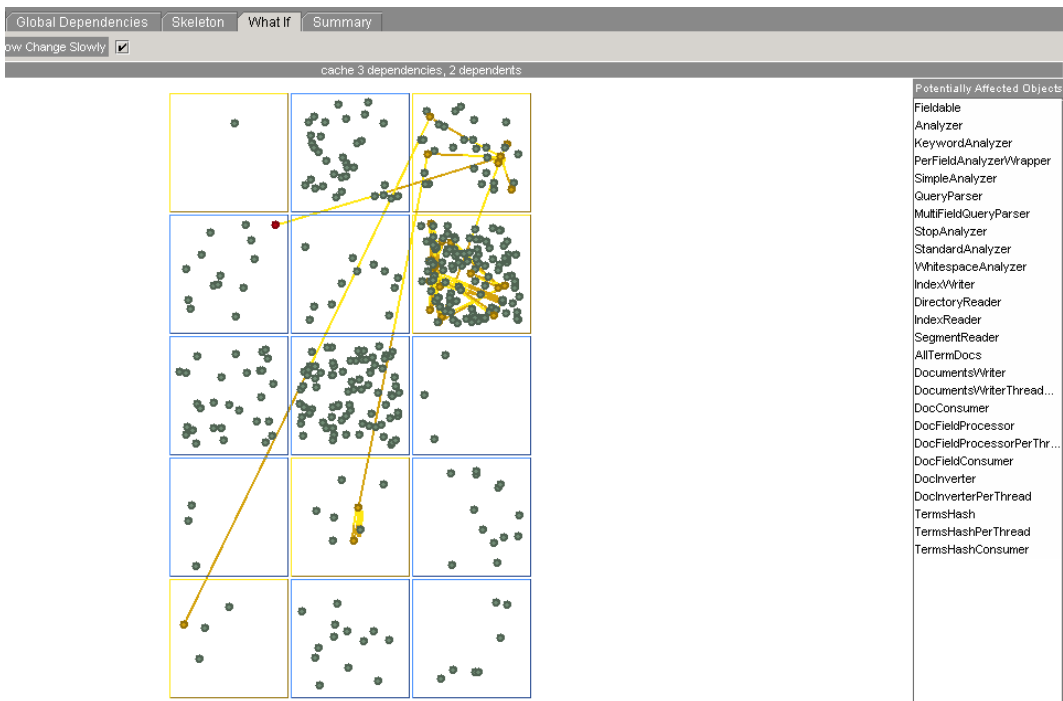 Global Dependencies Skeleton What If Summary
ow Change Slowly
cache 3 dependencies, 2 dependents
Potentially Affected Objects
Fieldable
Analyzer
KeywordAnalyzer
PerFieldAnalyzerWrapper
SimpleAnalyzer
QueryParser
MultiFieldQueryParser
StopAnalyzer
StandardAnalyzer
WhitespaceAnalyzer
IndexWriter
DirectoryReader
IndexReader
SegmentReader
AllTermDocs
DocumentsWriter
DocumentsWriterThread...
DocConsumer
DocFieldProcessor
DocFieldProcessorPerThr...
DocFieldConsumer
DocInverter
DocInverterPerThread
TermsHash
TermsHashPerThread
TermsHashConsumer